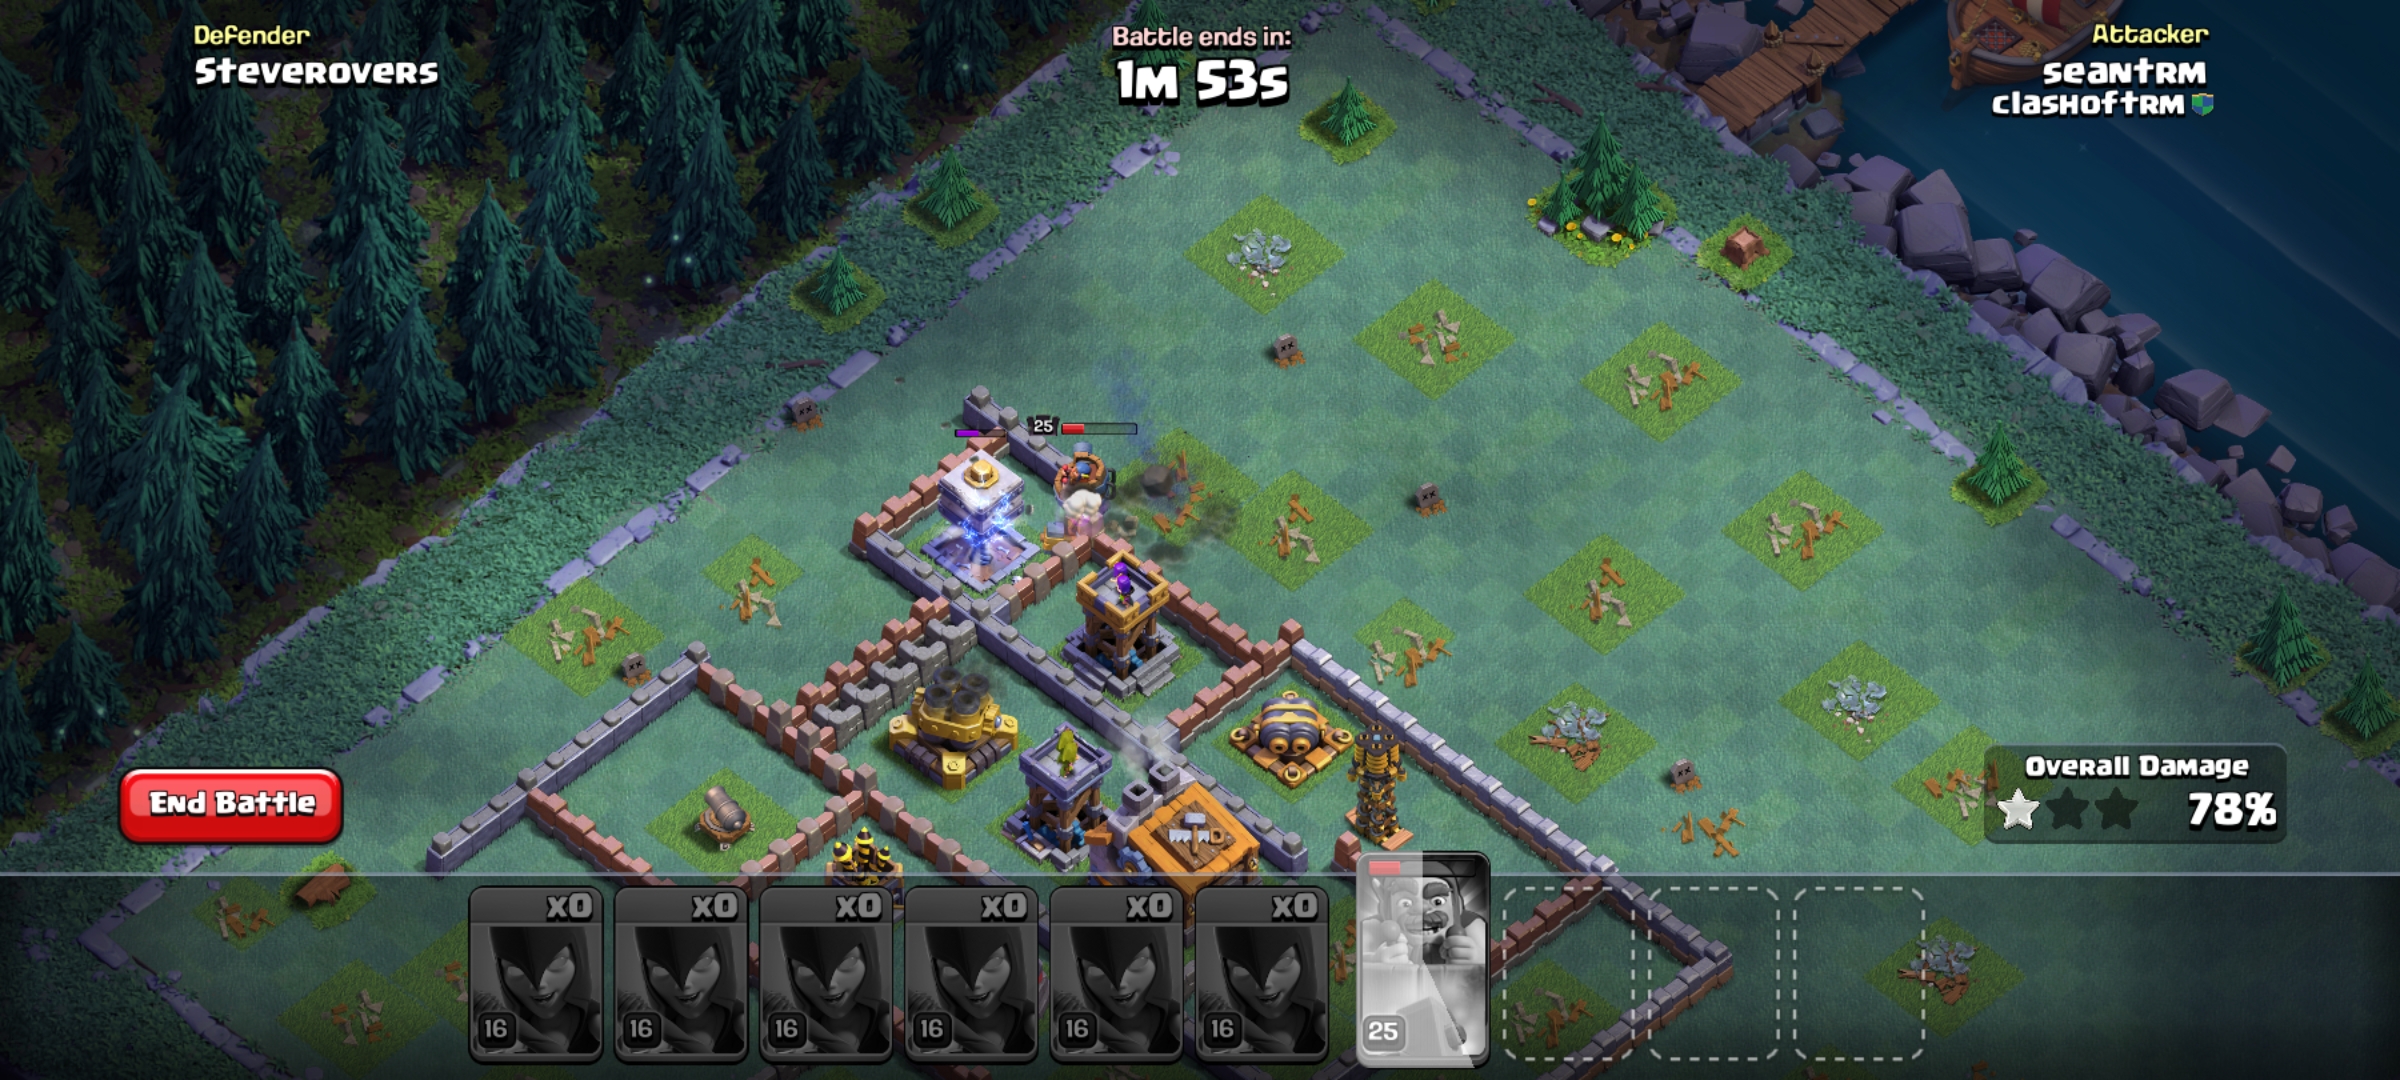 Defender
Steverovers
Battle ends in:
1M 53s
Attacker
seantRM
clashoftRM
25
End Battle
Overall Damage
78%
x0
x0
x0
x0
x0
x0
16
16
16
16
16
16
25